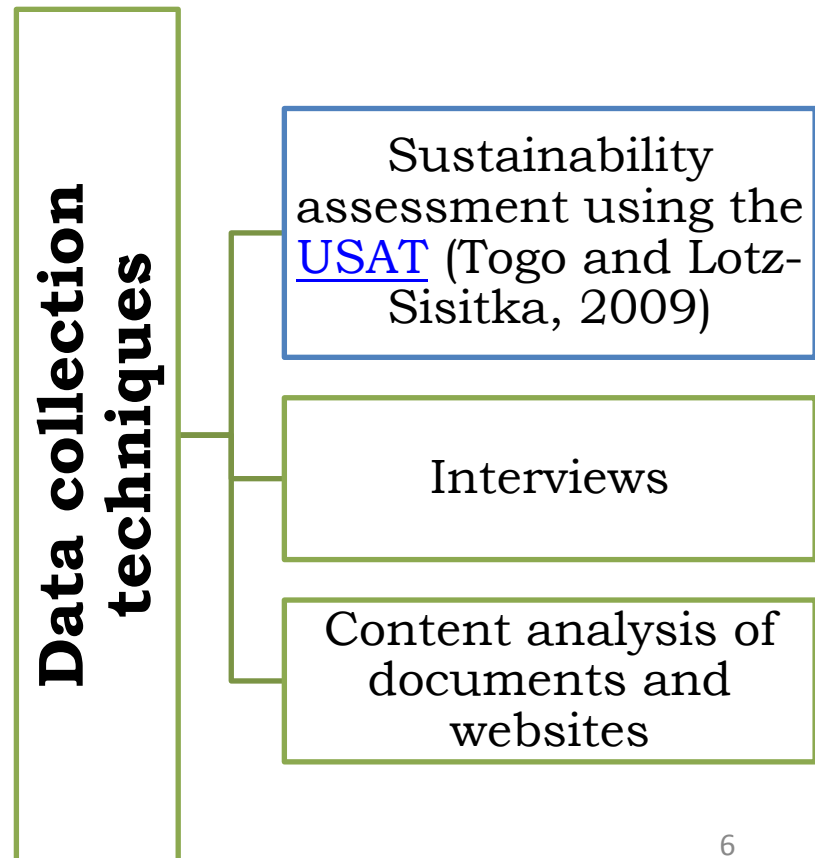 Data collection
techniques
Sustainability
assessment using the
USAT (Togo and Lotz-
Sisitka, 2009)
Interviews
Content analysis of
documents and
websites
6